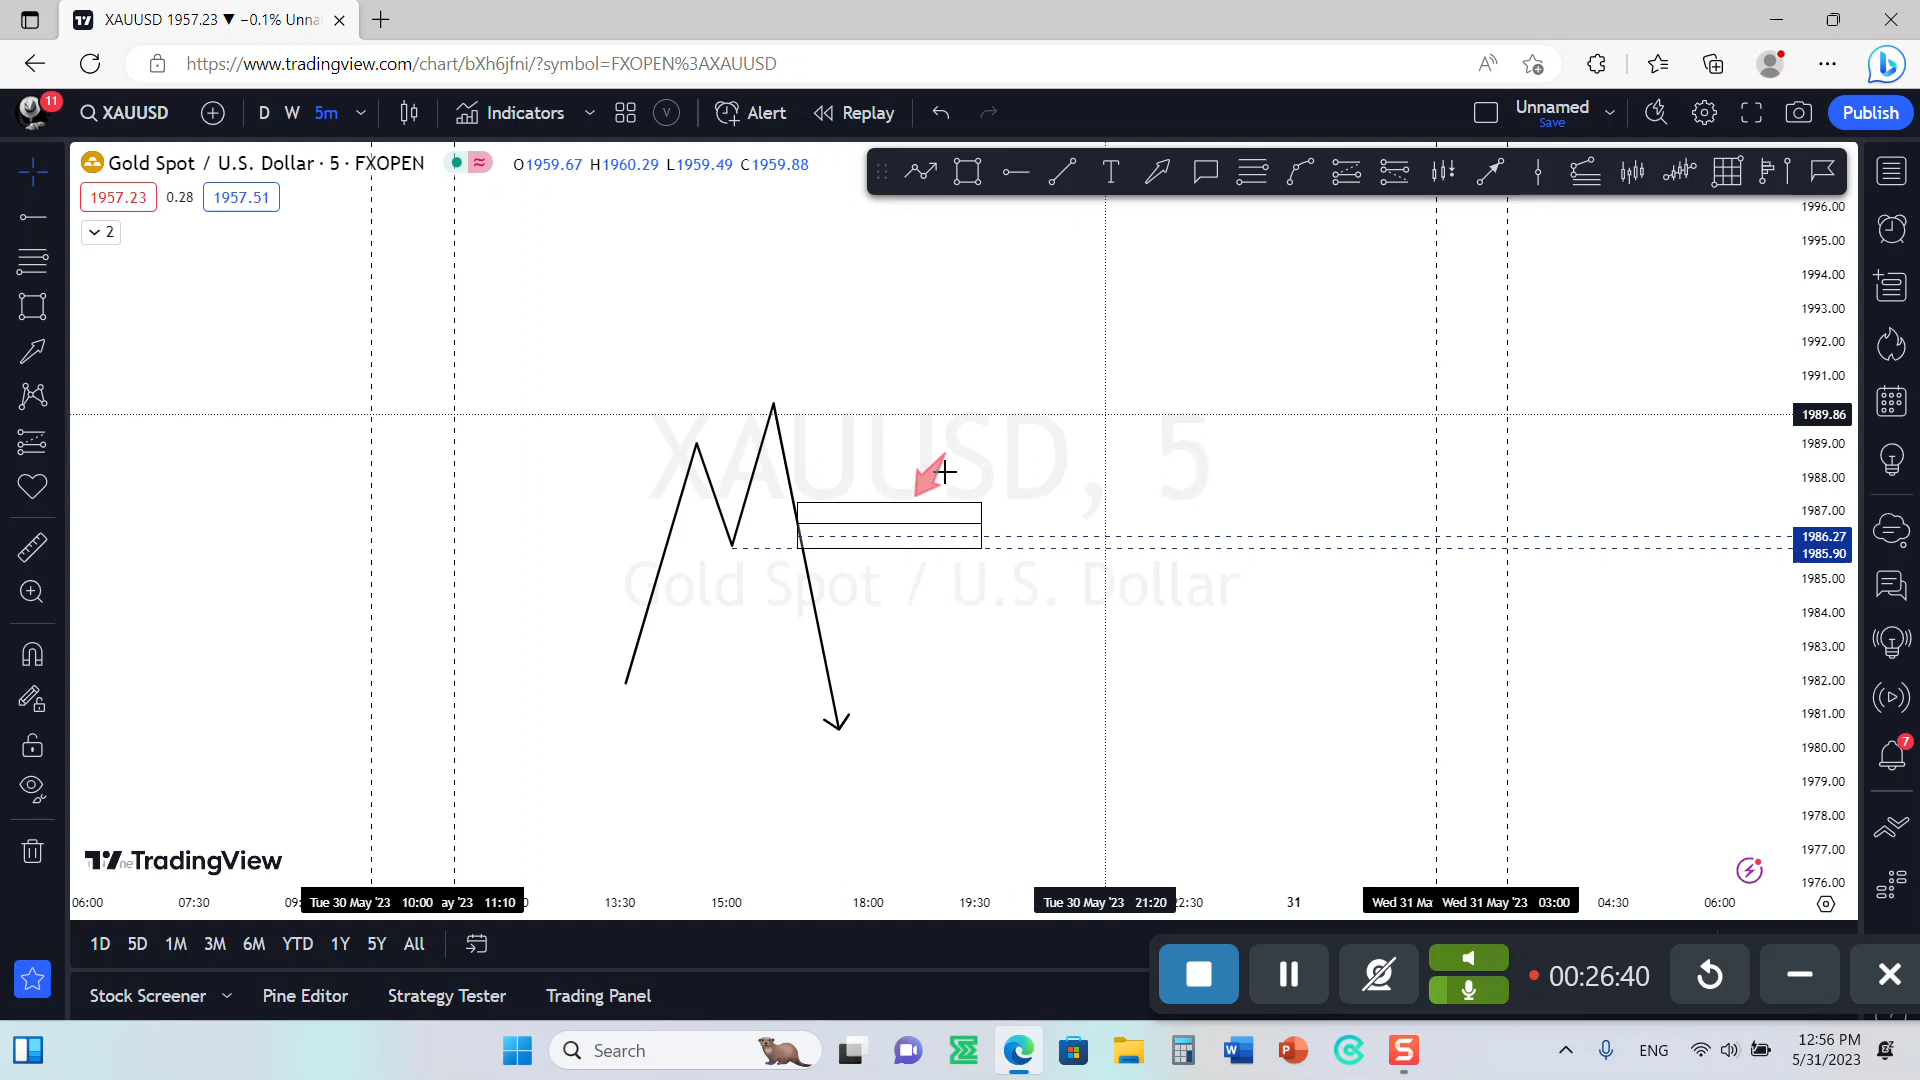 XAUUSD 1957.23 ▼ −0.1% Unna
https://www.tradingview.com/chart/bXh6jfni/?symbol=FXOPEN%3AXAUUSD
11
XAUUSD D W 5m Indicators V Alert Replay Unnamed Save Publish
Gold Spot / U.S. Dollar · 5 · FXOPEN O1959.67 H1960.29 L1959.49 C1959.88
1957.23 0.28 1957.51
2
1996.00
1995.00
1994.00
1993.00
1992.00
1991.00
1989.86
1989.00
1988.00
1987.00
1986.27
1985.90
1985.00
1984.00
1983.00
1982.00
1981.00
1980.00
1979.00
1978.00
1977.00
1976.00
XAUUSD, 5
Gold Spot / U.S. Dollar
7
TradingView
06:00 07:30 09: Tue 30 May '23 10:00 ay '23 11:10 13:30 15:00 18:00 19:30 Tue 30 May '23 21:20 22:30 31 Wed 31 Ma Wed 31 May '23 03:00 04:30 06:00
1D 5D 1M 3M 6M YTD 1Y 5Y All
00:26:40
Stock Screener Pine Editor Strategy Tester Trading Panel
Search
ENG
12:56 PM
5/31/2023